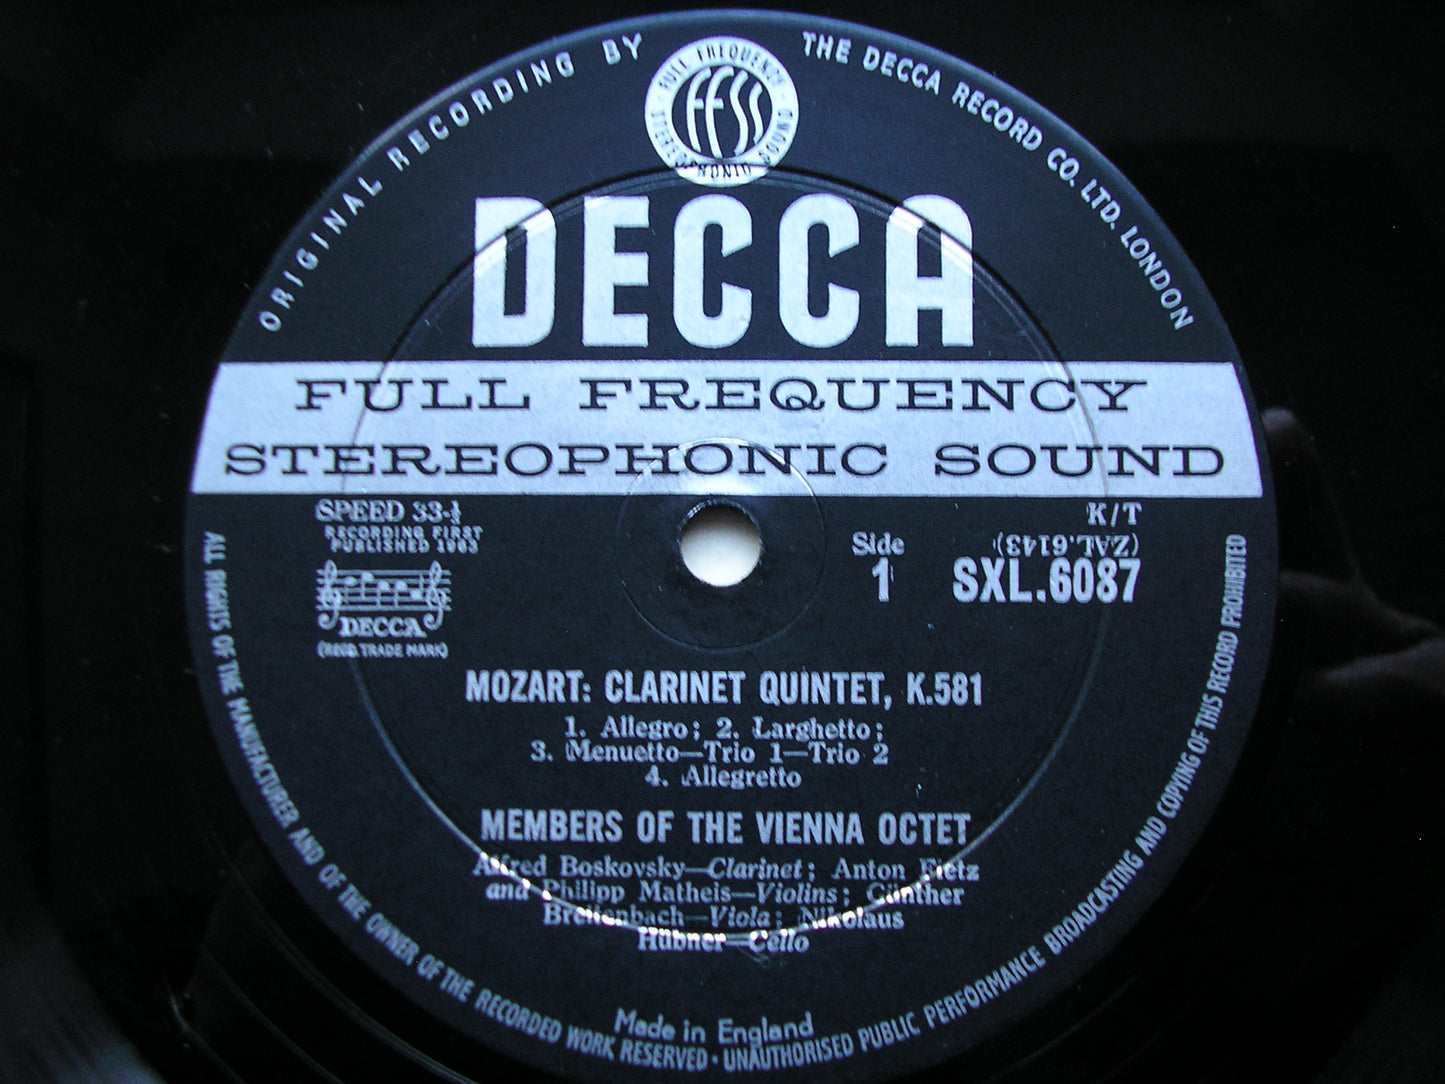 ORIGINAL RECORDING BY THE DECCA RECORD CO. LTD. LONDON
FULL FREQUENCY STEREOPHONIC SOUND
FFSS
DECCA
FULL FREQUENCY
STEREOPHONIC SOUND
SPEED 33-⅓
RECORDING FIRST
PUBLISHED 1963
DECCA
(REGD. TRADE MARK)
K/T
(ZAL.6143)
Side
1
SXL.6087
MOZART: CLARINET QUINTET, K.581
1. Allegro; 2. Larghetto;
3. Menuetto—Trio 1—Trio 2
4. Allegretto
MEMBERS OF THE VIENNA OCTET
Alfred Boskovsky—Clarinet; Anton Fietz
and Philipp Matheis—Violins; Günther
Breitenbach—Viola; Nikolaus
Hübner—Cello
Made in England
ALL RIGHTS OF THE MANUFACTURER AND OF THE OWNER OF THE RECORDED WORK RESERVED · UNAUTHORISED PUBLIC PERFORMANCE BROADCASTING AND COPYING OF THIS RECORD PROHIBITED